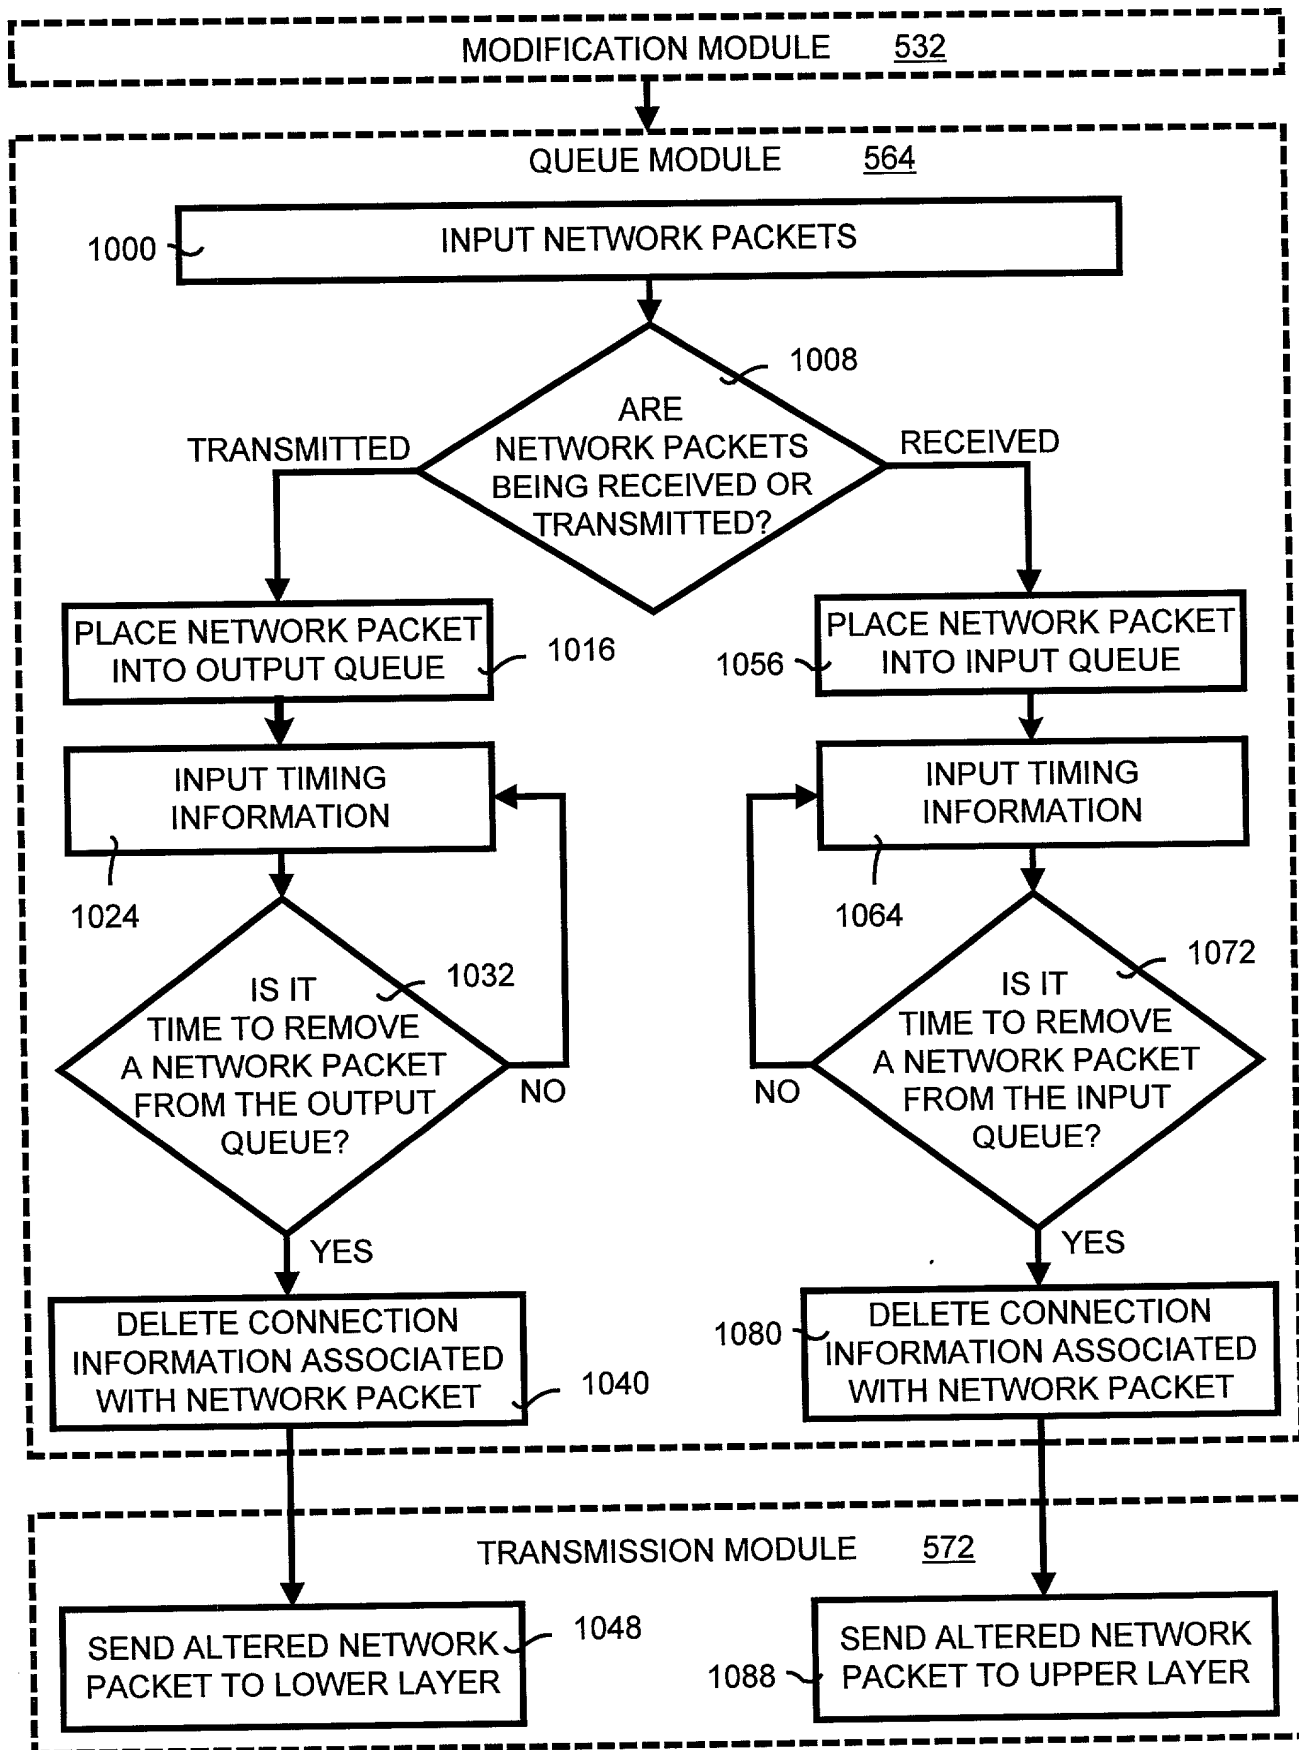 MODIFICATION MODULE 532
QUEUE MODULE 564
INPUT NETWORK PACKETS
1000
1008
ARE
NETWORK PACKETS
BEING RECEIVED OR
TRANSMITTED?
TRANSMITTED
RECEIVED
PLACE NETWORK PACKET
INTO OUTPUT QUEUE
1016
INPUT TIMING
INFORMATION
1024
IS IT
TIME TO REMOVE
A NETWORK PACKET
FROM THE OUTPUT
QUEUE?
1032
NO
YES
DELETE CONNECTION
INFORMATION ASSOCIATED
WITH NETWORK PACKET
1040
PLACE NETWORK PACKET
INTO INPUT QUEUE
1056
INPUT TIMING
INFORMATION
1064
IS IT
TIME TO REMOVE
A NETWORK PACKET
FROM THE INPUT
QUEUE?
1072
NO
YES
DELETE CONNECTION
INFORMATION ASSOCIATED
WITH NETWORK PACKET
1080
TRANSMISSION MODULE 572
SEND ALTERED NETWORK
PACKET TO LOWER LAYER
1048
SEND ALTERED NETWORK
PACKET TO UPPER LAYER
1088